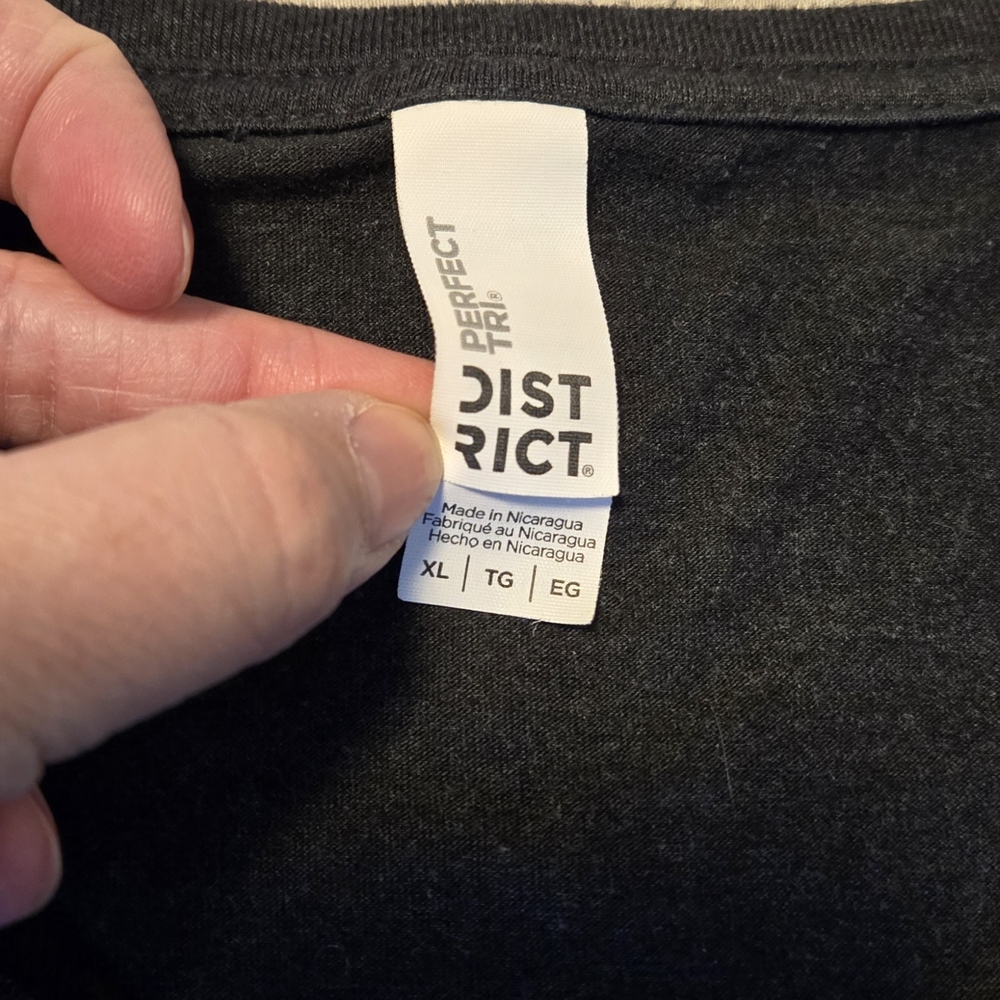 PERFECT
TRI®
DIST
RICT®
Made in Nicaragua
Fabriqué au Nicaragua
Hecho en Nicaragua
XL | TG | EG